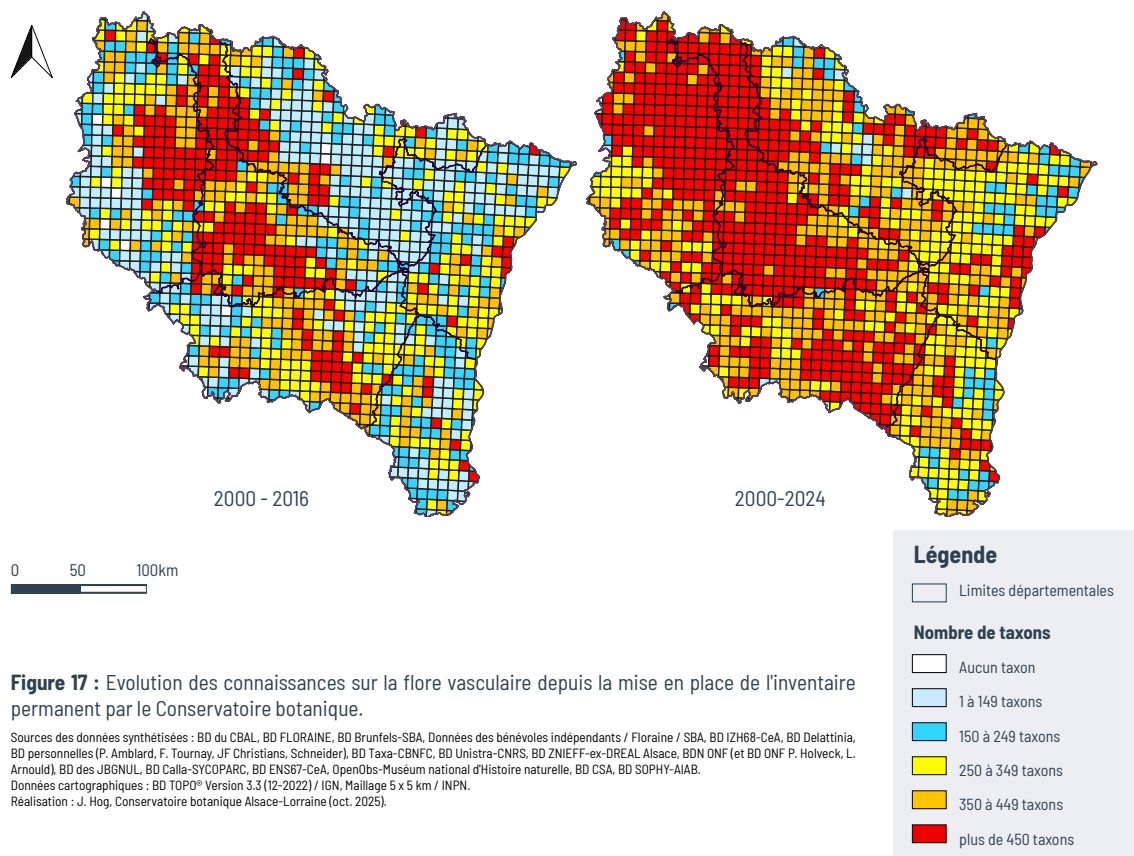 2000 - 2016
2000-2024
0 50 100km
Légende
Limites départementales
Nombre de taxons
Aucun taxon
1 à 149 taxons
150 à 249 taxons
250 à 349 taxons
350 à 449 taxons
plus de 450 taxons
Figure 17 : Evolution des connaissances sur la flore vasculaire depuis la mise en place de l'inventaire
permanent par le Conservatoire botanique.
Sources des données synthétisées : BD du CBAL, BD FLORAINE, BD Brunfels-SBA, Données des bénévoles indépendants / Floraine / SBA, BD IZH68-CeA, BD Delattinia,
BD personnelles (P. Amblard, F. Tournay, JF Christians, Schneider), BD Taxa-CBNFC, BD Unistra-CNRS, BD ZNIEFF-ex-DREAL Alsace, BDN ONF (et BD ONF P. Holveck, L.
Arnould), BD des JBGNUL, BD Calla-SYCOPARC, BD ENS67-CeA, OpenObs-Muséum national d'Histoire naturelle, BD CSA, BD SOPHY-AIAB.
Données cartographiques : BD TOPO® Version 3.3 (12-2022) / IGN, Maillage 5 x 5 km / INPN.
Réalisation : J. Hog, Conservatoire botanique Alsace-Lorraine (oct. 2025).